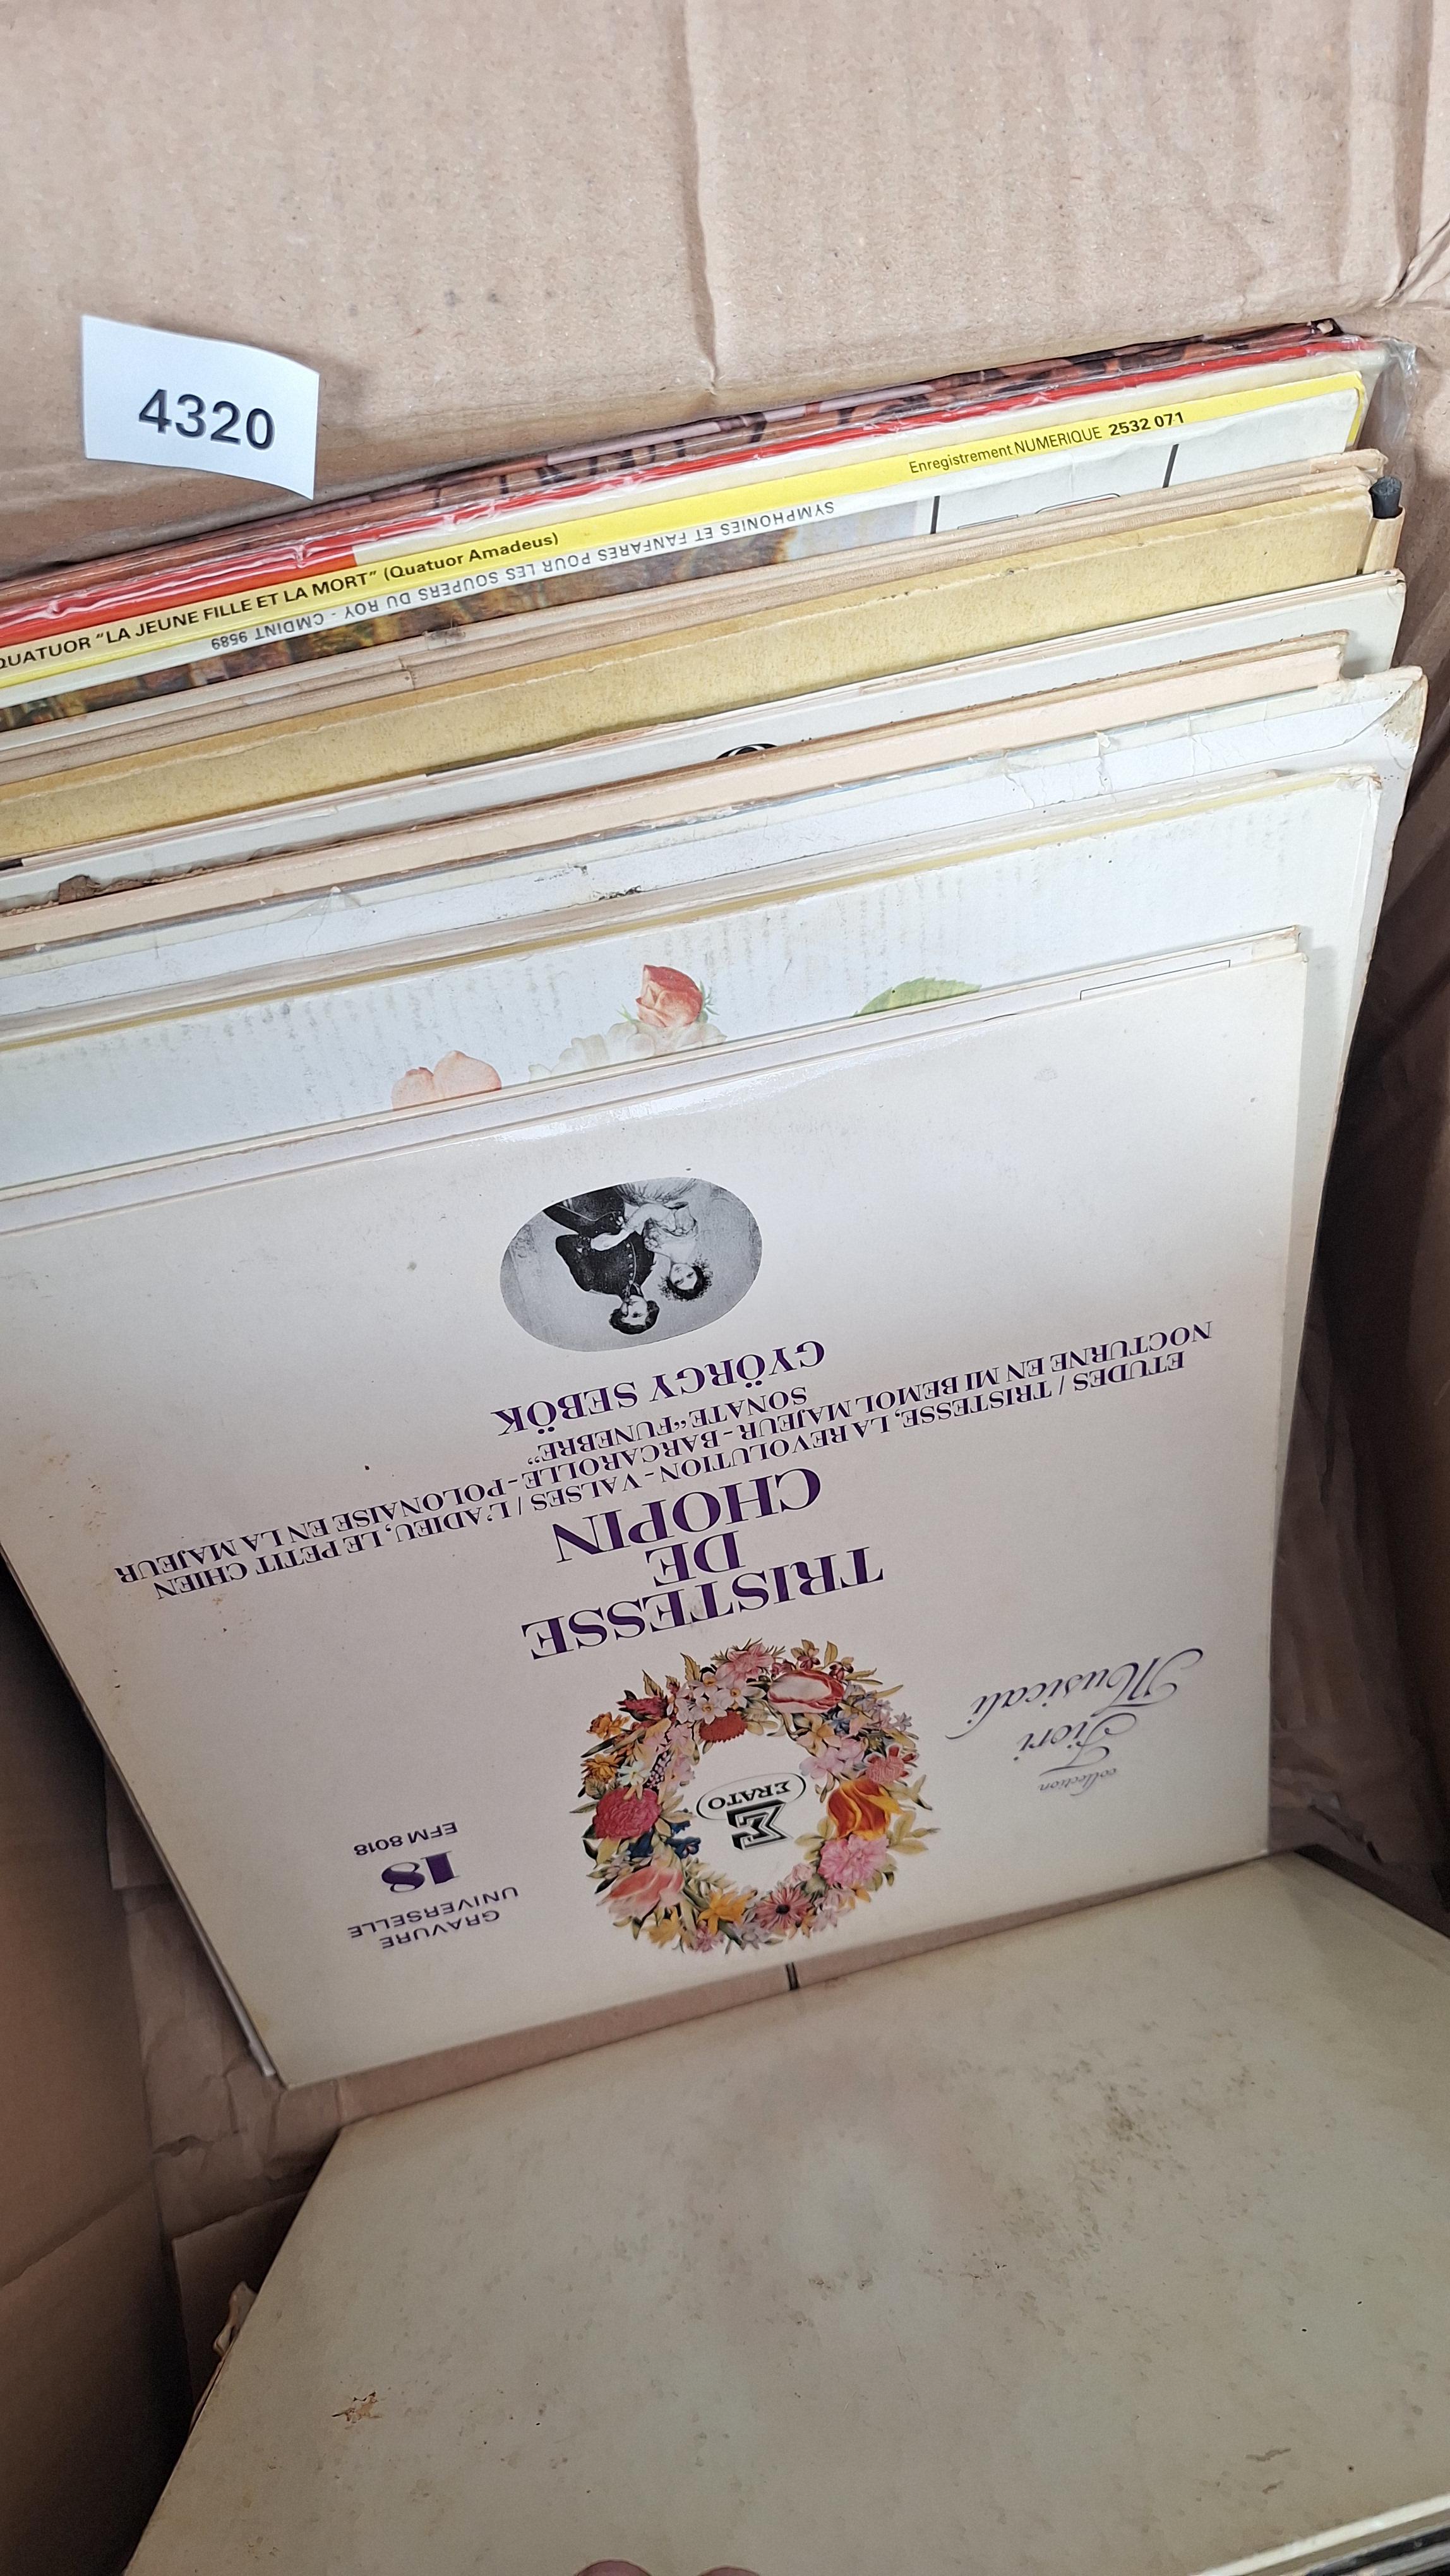 4320
Enregistrement NUMERIQUE 2532 071
QUATUOR "LA JEUNE FILLE ET LA MORT" (Quatuor Amadeus)
SYMPHONIES ET FANFARES POUR LES SOUPERS DU ROY - CMDINT 9589
GRAVURE
UNIVERSELLE
18
EFM 8018
ERATO
collection
Fiori
Musicali
TRISTESSE
DE
CHOPIN
ETUDES / TRISTESSE, LA REVOLUTION - VALSES / L'ADIEU, LE PETIT CHIEN
NOCTURNE EN MI BEMOL MAJEUR - BARCAROLLE - POLONAISE EN LA MAJEUR
SONATE "FUNEBRE"
GYÖRGY SEBÖK